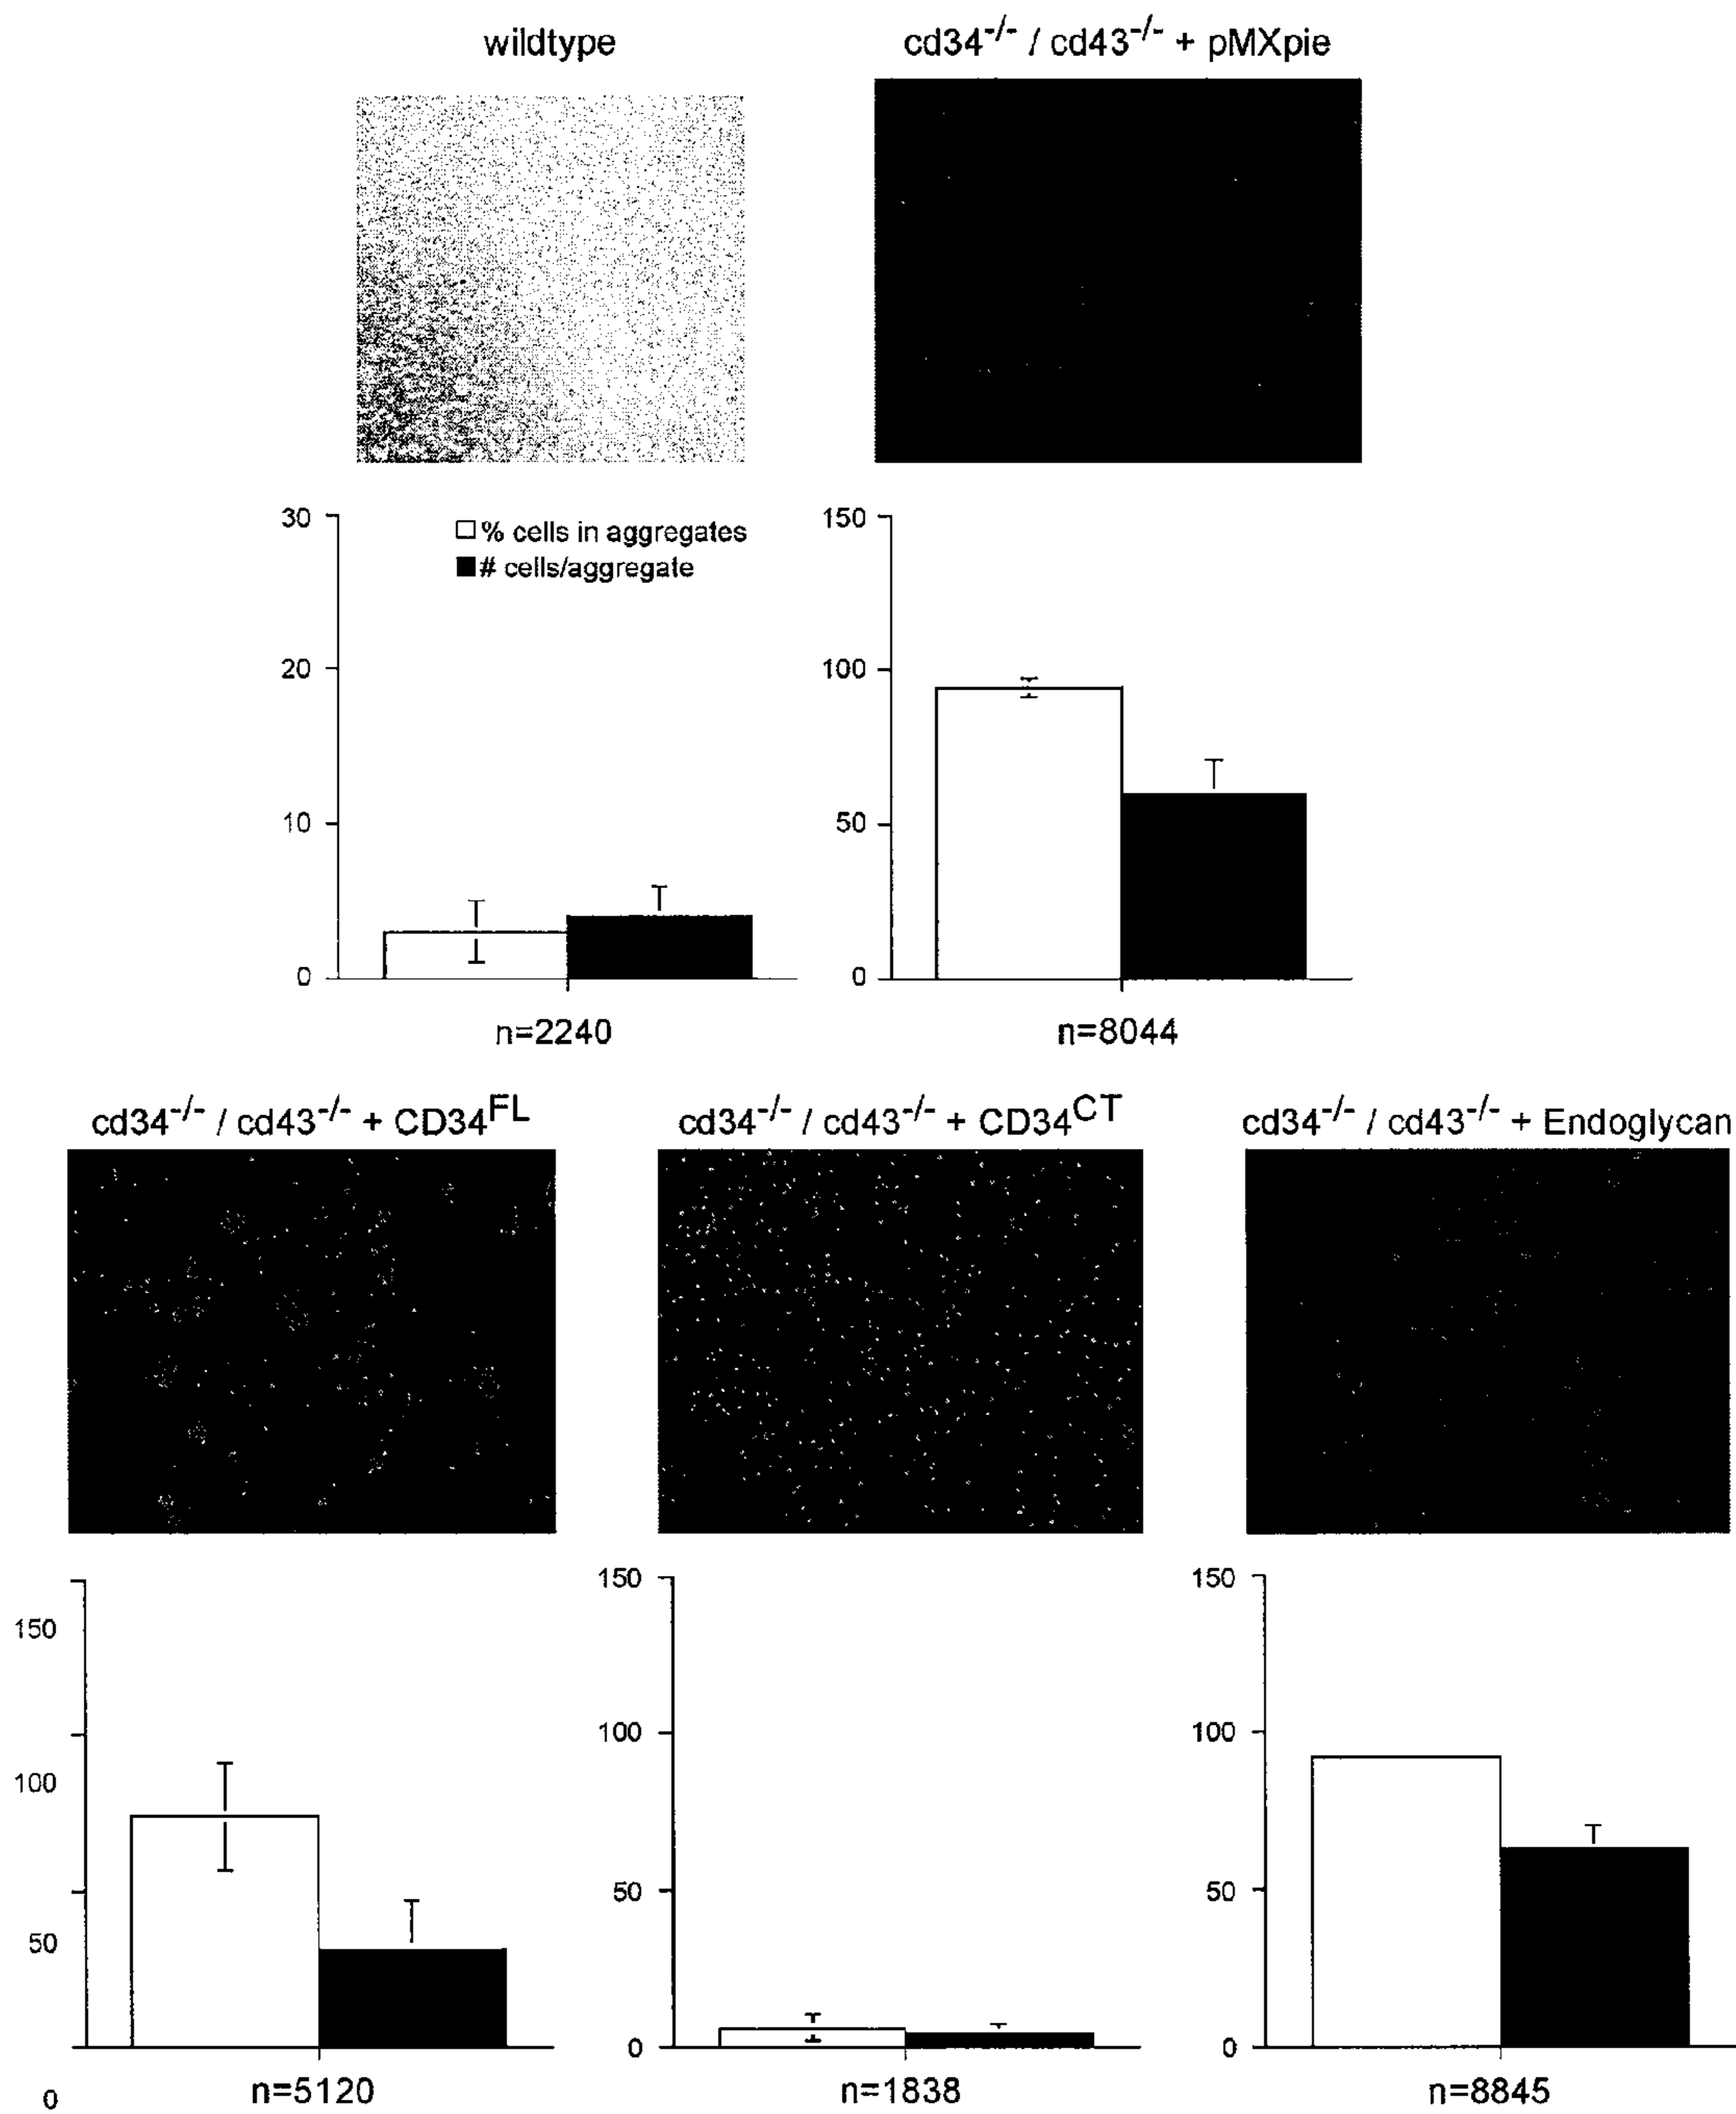 wildtype
cd34-/- / cd43-/- + pMXpie
30
20
10
0
% cells in aggregates
# cells/aggregate
n=2240
150
100
50
0
n=8044
cd34-/- / cd43-/- + CD34FL
cd34-/- / cd43-/- + CD34CT
cd34-/- / cd43-/- + Endoglycan
150
100
50
0
n=5120
150
100
50
0
n=1838
150
100
50
0
n=8845